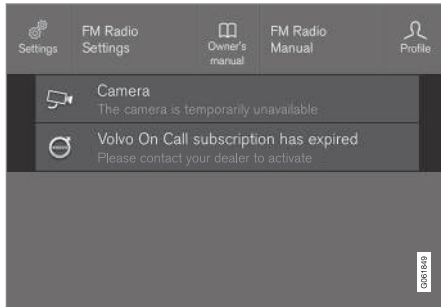 Settings
FM Radio
Settings
Owner's
manual
FM Radio
Manual
Profile
Camera
The camera is temporarily unavailable
Volvo On Call subscription has expired
Please contact your dealer to activate
G061849